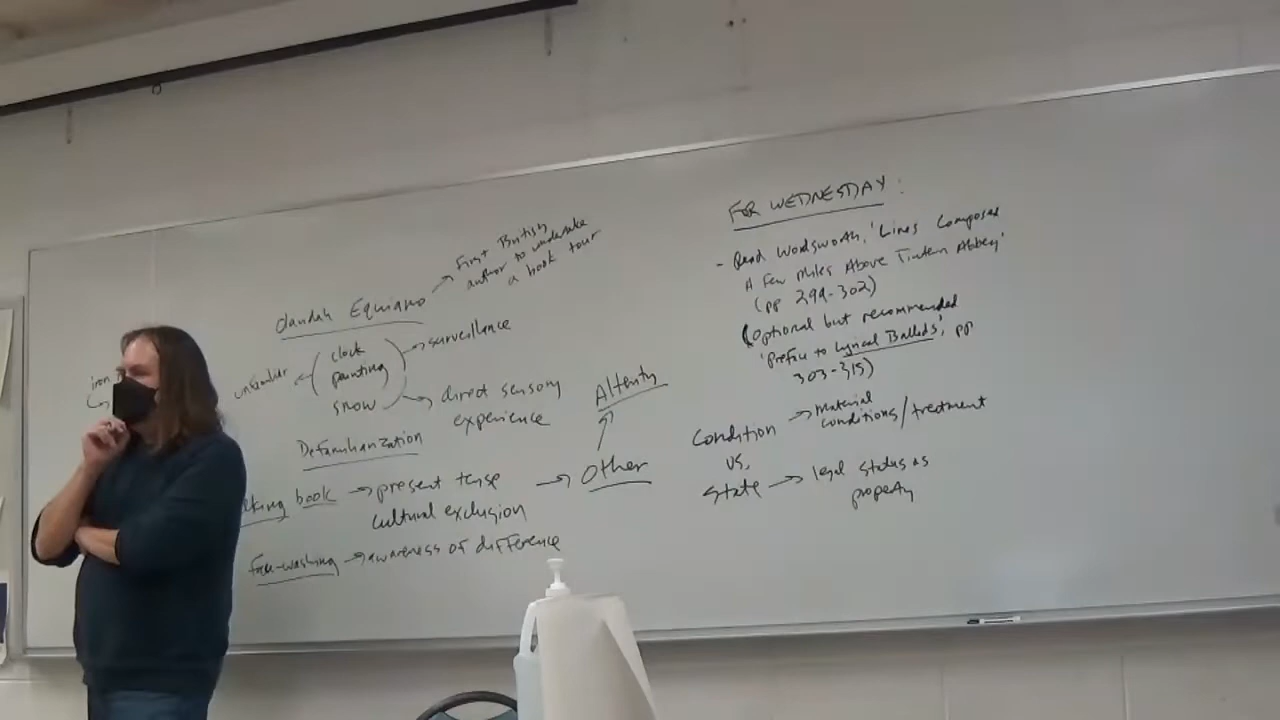 First British
author to undertake
a book tour
Olaudah Equiano
clock
painting
snow
surveillance
unfamiliar
direct sensory
experience
iron
Defamiliarization
Alterity
Other
king book → present tense
cultural exclusion
face-washing → awareness of difference
FOR WEDNESDAY:
- Read Wordsworth, 'Lines Composed
A Few Miles Above Tintern Abbey'
(pp 299-302)
(optional but recommended
'Preface to Lyrical Ballads', pp
303-315)
Condition → Material
conditions/treatment
vs.
State → legal status as
property